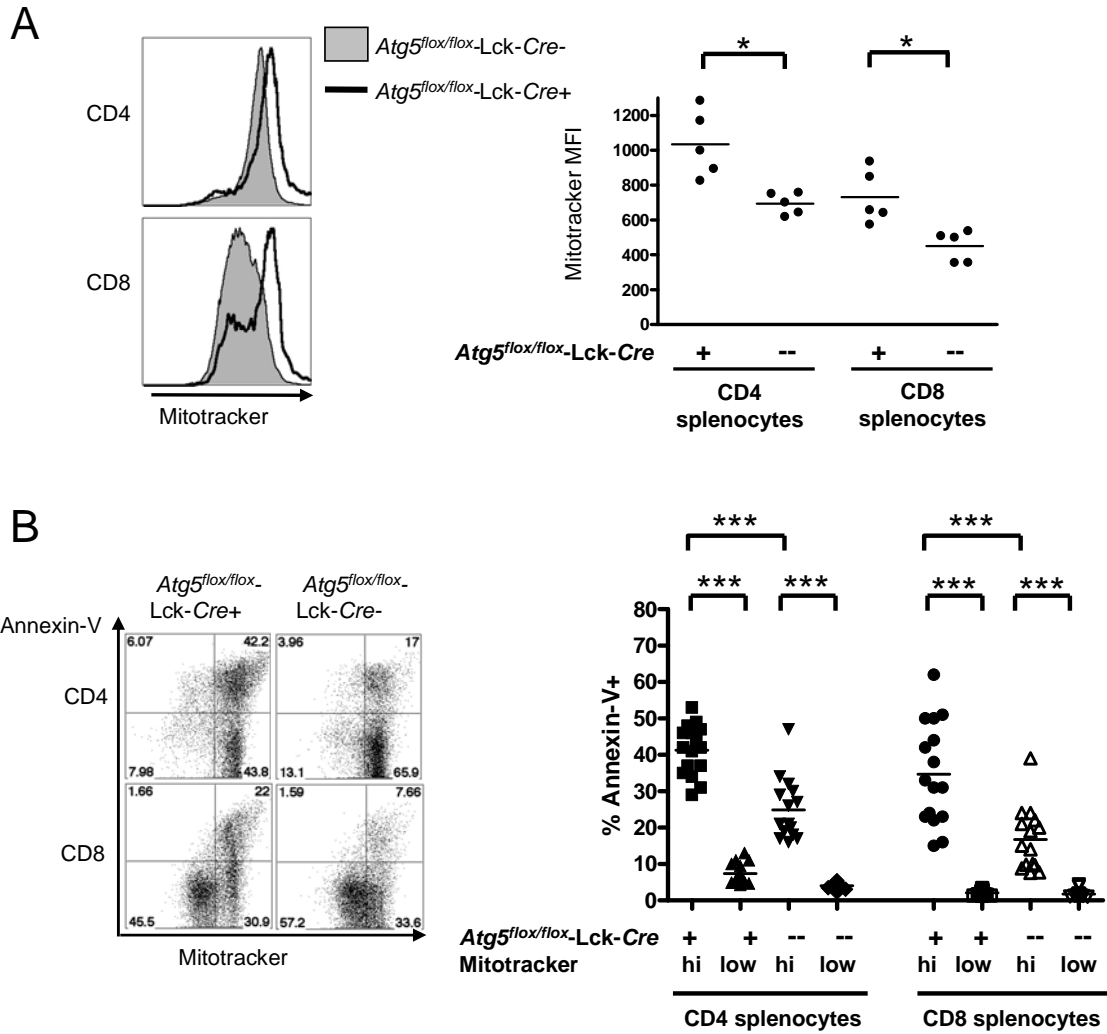 A
Atg5flox/flox-Lck-Cre-
Atg5flox/flox-Lck-Cre+
CD4
CD8
Mitotracker
* *
Mitotracker MFI
1200
1000
800
600
400
200
0
Atg5flox/flox-Lck-Cre + -- + --
CD4 splenocytes
CD8 splenocytes
B
Atg5flox/flox-Lck-Cre+
Atg5flox/flox-Lck-Cre-
Annexin-V
CD4
6.07 42.2 3.96 17
7.98 43.8 13.1 65.9
CD8
1.66 22 1.59 7.66
45.5 30.9 57.2 33.6
Mitotracker
*** ***
*** *** *** ***
% Annexin-V+
80
70
60
50
40
30
20
10
0
Atg5flox/flox-Lck-Cre + + -- -- + + -- --
Mitotracker hi low hi low hi low hi low
CD4 splenocytes CD8 splenocytes